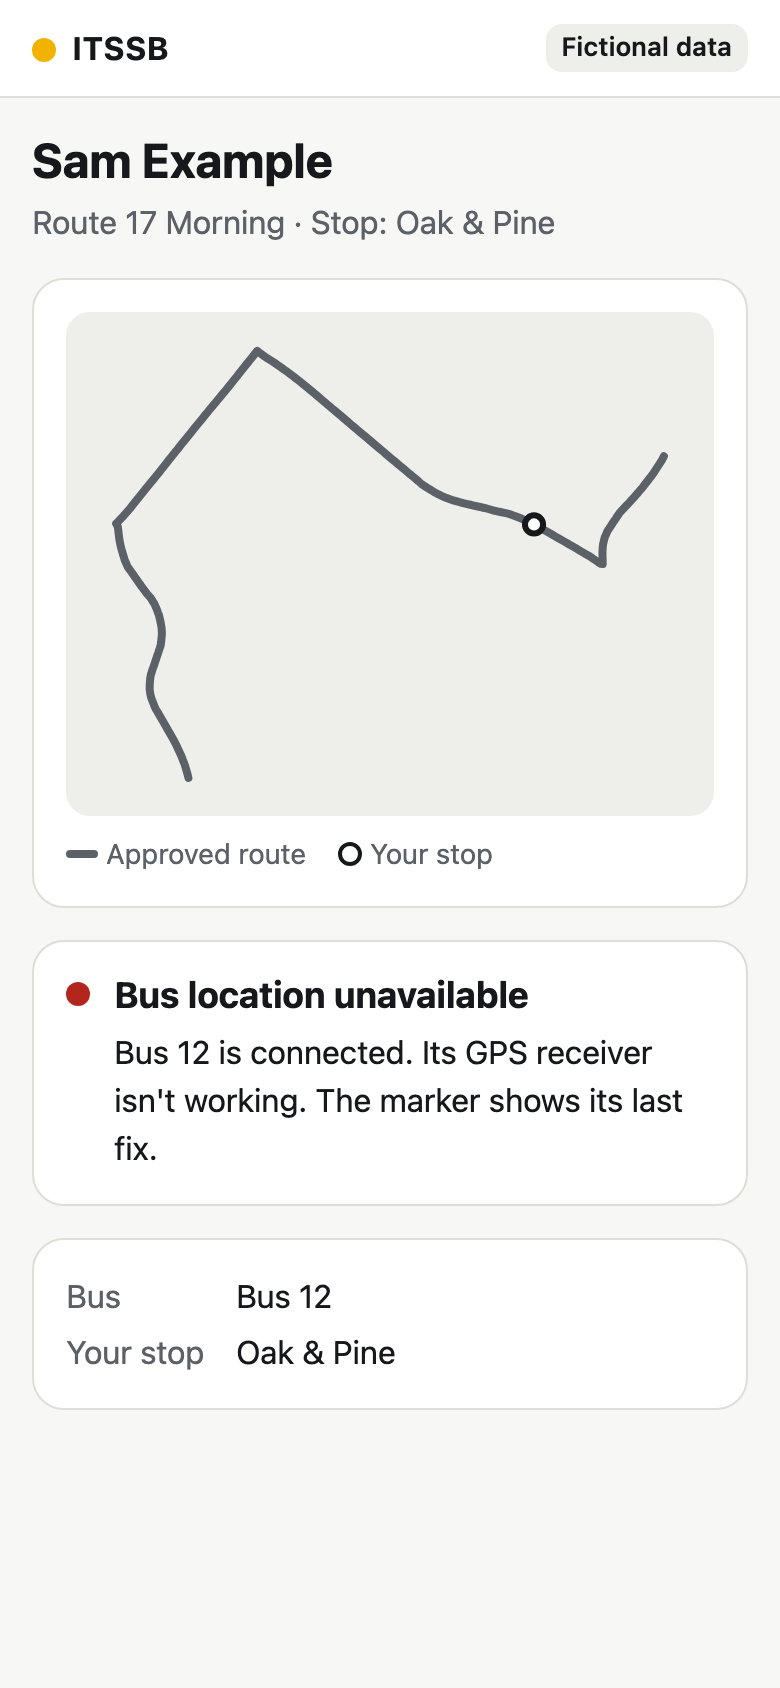 ITSSB
Fictional data
Sam Example
Route 17 Morning · Stop: Oak & Pine
Approved route
Your stop
Bus location unavailable
Bus 12 is connected. Its GPS receiver
isn't working. The marker shows its last
fix.
Bus Bus 12
Your stop Oak & Pine